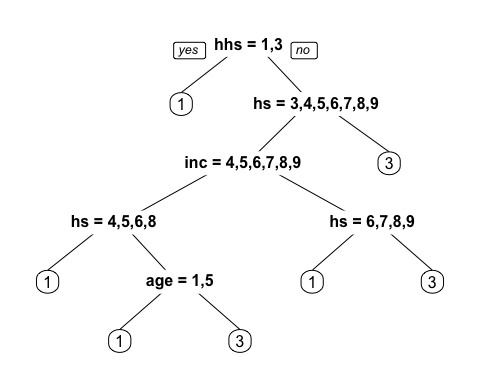 yes hhs = 1,3 no
1 hs = 3,4,5,6,7,8,9
inc = 4,5,6,7,8,9 3
hs = 4,5,6,8 hs = 6,7,8,9
1 age = 1,5 1 3
1 3